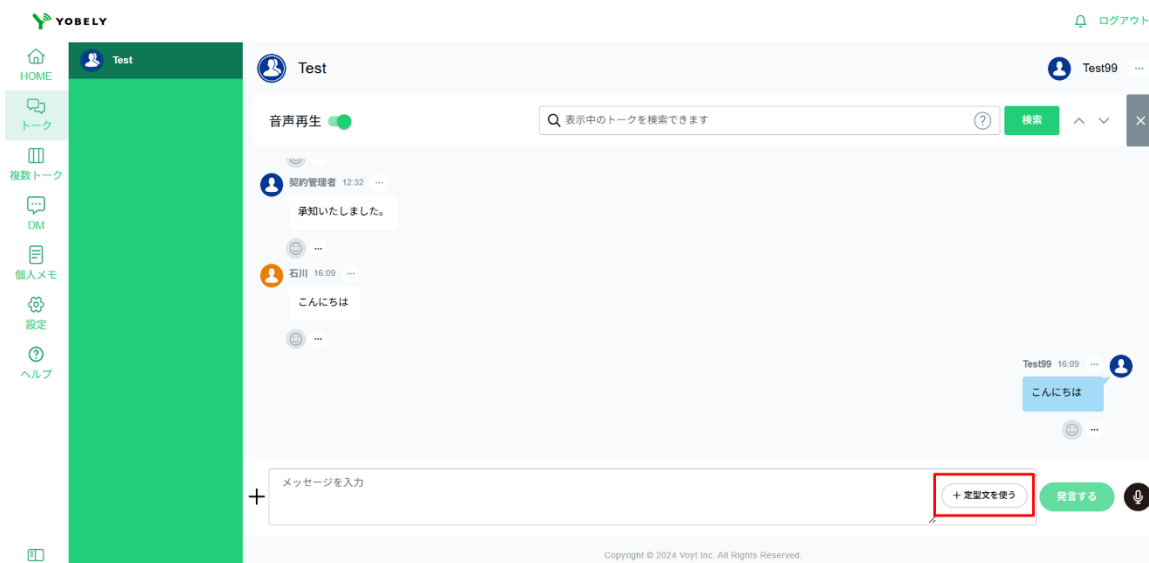 YOBELY
ログアウト
HOME
トーク
複数トーク
DM
個人メモ
設定
ヘルプ
Test
Test
Test99
音声再生
表示中のトークを検索できます
検索
契約管理者 12:32
承知いたしました。
石川 16:09
こんにちは
Test99 16:09
こんにちは
メッセージを入力
+ 定型文を使う
発言する
Copyright © 2024 Voyt Inc. All Rights Reserved.